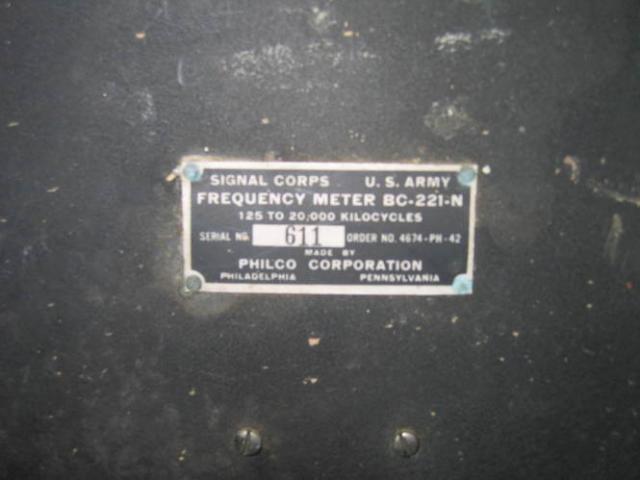 SIGNAL CORPS U. S. ARMY
FREQUENCY METER BC-221-N
125 TO 20,000 KILOCYCLES
SERIAL NO. 611 ORDER NO. 4674-PH-42
MADE BY
PHILCO CORPORATION
PHILADELPHIA PENNSYLVANIA